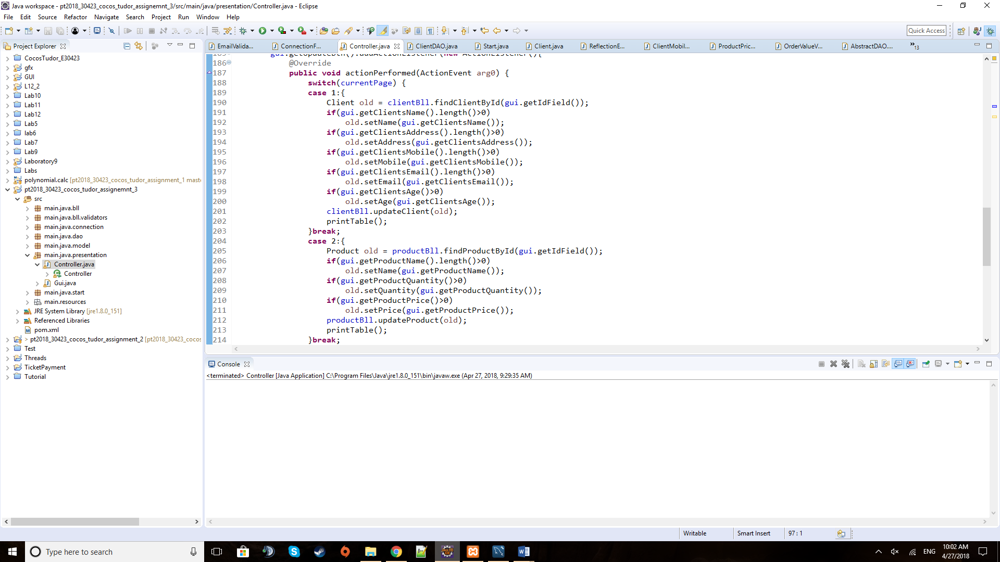 Java workspace - pt2018_30423_cocos_tudor_assignemnt_3/src/main/java/presentation/Controller.java - Eclipse
File Edit Source Refactor Navigate Search Project Run Window Help
Quick Access
Project Explorer
CocosTudor_E30423
gfx
GUI
L12_2
Lab10
Lab11
Lab12
Lab5
lab6
Lab7
Lab9
Laboratory9
Labs
polynomial.calc [pt2018_30423_cocos_tudor_assignment_1 maste
pt2018_30423_cocos_tudor_assignemnt_3
src
main.java.bll
main.java.bll.validators
main.java.connection
main.java.dao
main.java.model
main.java.presentation
Controller.java
Controller
Gui.java
main.java.start
main.resources
JRE System Library [jre1.8.0_151]
Referenced Libraries
pom.xml
> pt2018_30423_cocos_tudor_assignment_2 [pt2018_30423_cocos
Test
Threads
TicketPayment
Tutorial
EmailValida... ConnectionF... Controller.java ClientDAO.java Start.java Client.java ReflectionE... ClientMobil... ProductPric... OrderValueV... AbstractDAO.... »13
185 gui.getUpdateBtn().addActionListener(new ActionListener(){
186 @Override
187 public void actionPerformed(ActionEvent arg0) {
188 switch(currentPage) {
189 case 1:{
190 Client old = clientBll.findClientById(gui.getIdField());
191 if(gui.getClientsName().length()>0)
192 old.setName(gui.getClientsName());
193 if(gui.getClientsAddress().length()>0)
194 old.setAddress(gui.getClientsAddress());
195 if(gui.getClientsMobile().length()>0)
196 old.setMobile(gui.getClientsMobile());
197 if(gui.getClientsEmail().length()>0)
198 old.setEmail(gui.getClientsEmail());
199 if(gui.getClientsAge()>0)
200 old.setAge(gui.getClientsAge());
201 clientBll.updateClient(old);
202 printTable();
203 }break;
204 case 2:{
205 Product old = productBll.findProductById(gui.getIdField());
206 if(gui.getProductName().length()>0)
207 old.setName(gui.getProductName());
208 if(gui.getProductQuantity()>0)
209 old.setQuantity(gui.getProductQuantity());
210 if(gui.getProductPrice()>0)
211 old.setPrice(gui.getProductPrice());
212 productBll.updateProduct(old);
213 printTable();
214 }break;
Console
<terminated> Controller [Java Application] C:\Program Files\Java\jre1.8.0_151\bin\javaw.exe (Apr 27, 2018, 9:29:35 AM)
Writable Smart Insert 97 : 1
Type here to search
ENG
10:02 AM
4/27/2018